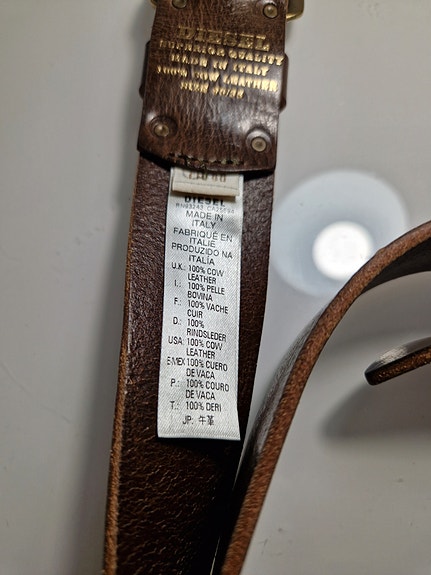 DIESEL
SUPERIOR QUALITY
MADE IN ITALY
100% COW LEATHER
DIESEL
MADE IN
ITALY
FABRIQUÉ EN
ITALIE
PRODUZIDO NA
ITALÍA
U.K.: 100% COW
LEATHER
I.: 100% PELLE
BOVINA
F.: 100% VACHE
CUIR
D.: 100%
RINDSLEDER
USA: 100% COW
LEATHER
E-MEX 100% CUERO
DE VACA
P.: 100% COURO
DE VACA
T.: 100% DERI
JP: 牛革